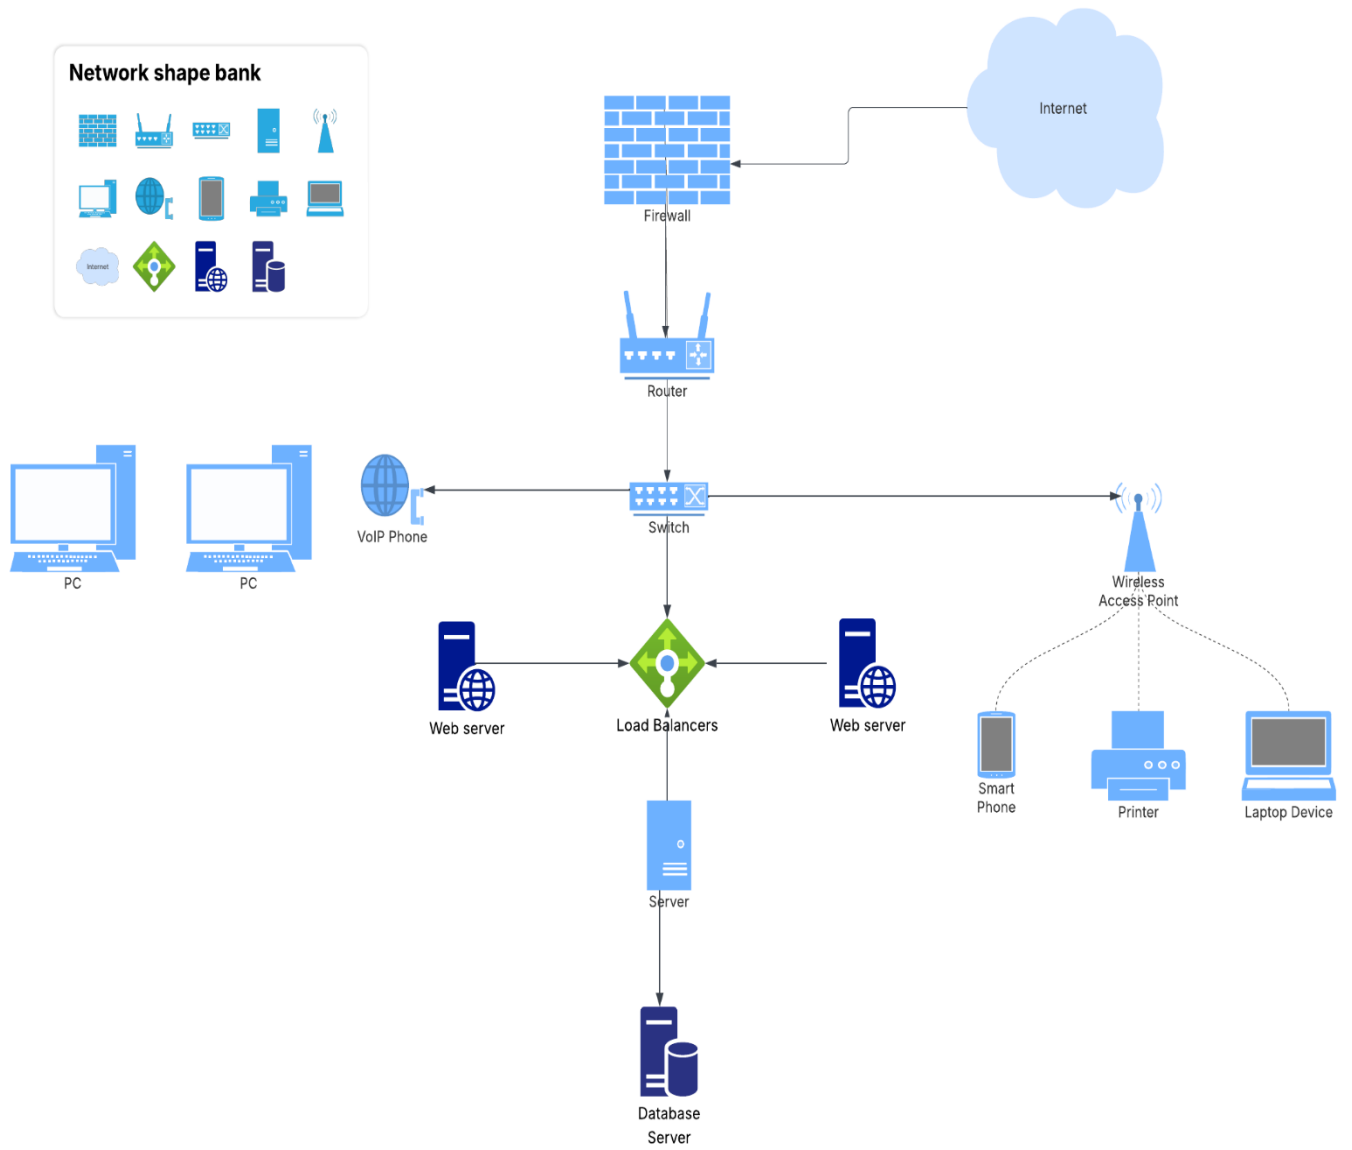 Network shape bank
Internet
Internet
Firewall
Router
PC
PC
VoIP Phone
Switch
Wireless
Access Point
Web server
Load Balancers
Web server
Smart
Phone
Printer
Laptop Device
Server
Database
Server